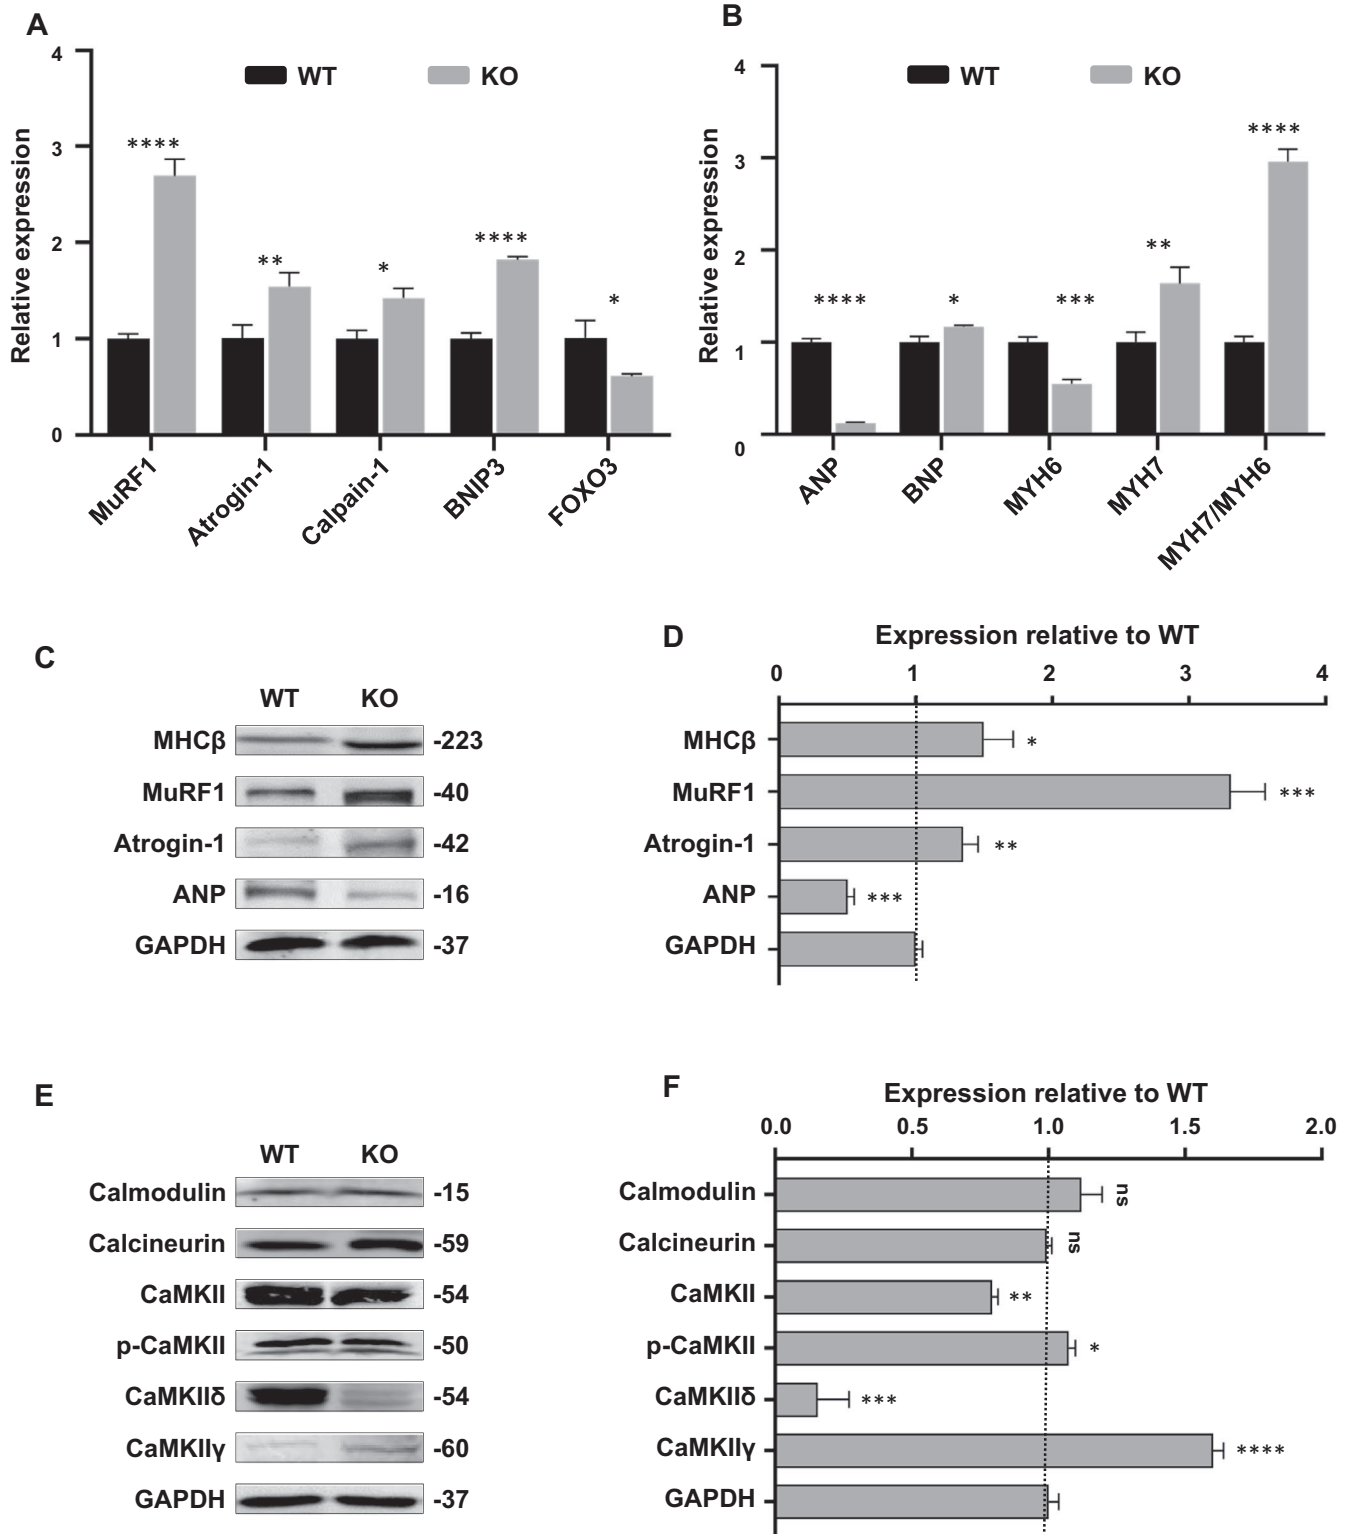 A
4
WT
KO
3
2
1
0
Relative expression
****
**
*
****
*
MuRF1
Atrogin-1
Calpain-1
BNIP3
FOXO3
B
4
WT
KO
3
2
1
0
Relative expression
****
*
***
**
****
ANP
BNP
MYH6
MYH7
MYH7/MYH6
C
WT KO
MHCβ -223
MuRF1 -40
Atrogin-1 -42
ANP -16
GAPDH -37
D
Expression relative to WT
0 1 2 3 4
MHCβ *
MuRF1 ***
Atrogin-1 **
ANP ***
GAPDH
E
WT KO
Calmodulin -15
Calcineurin -59
CaMKII -54
p-CaMKII -50
CaMKIIδ -54
CaMKIIγ -60
GAPDH -37
F
Expression relative to WT
0.0 0.5 1.0 1.5 2.0
Calmodulin ns
Calcineurin ns
CaMKII **
p-CaMKII *
CaMKIIδ ***
CaMKIIγ ****
GAPDH